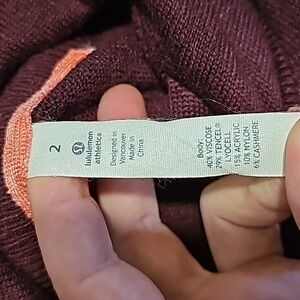 2
lululemon
athletica
Designed in
Vancouver
Made in
China
Body:
40% VISCOSE
29% TENCEL®
LYOCELL
15% ACRYLIC
10% NYLON
6% CASHMERE